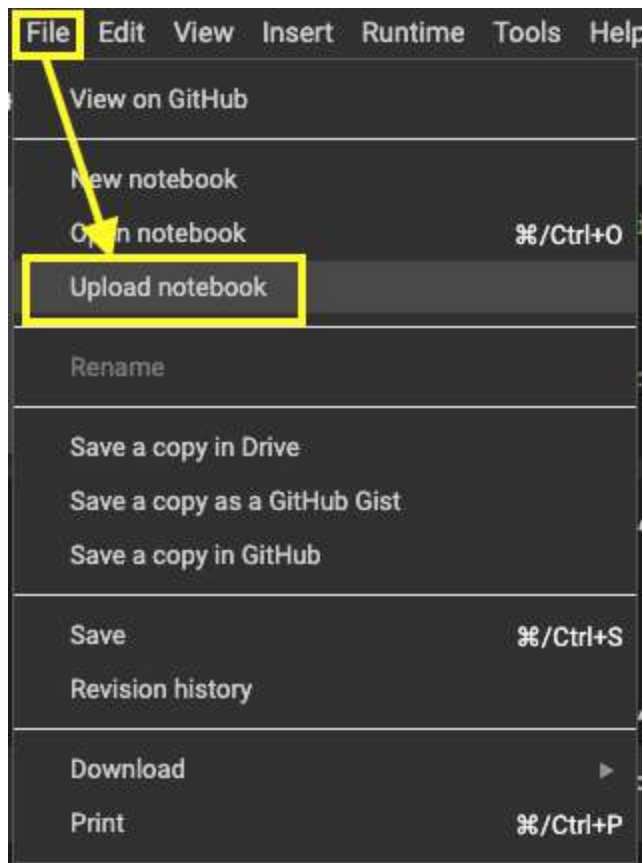 File Edit View Insert Runtime Tools Help
View on GitHub
New notebook
Open notebook ⌘/Ctrl+O
Upload notebook
Rename
Save a copy in Drive
Save a copy as a GitHub Gist
Save a copy in GitHub
Save ⌘/Ctrl+S
Revision history
Download
Print ⌘/Ctrl+P